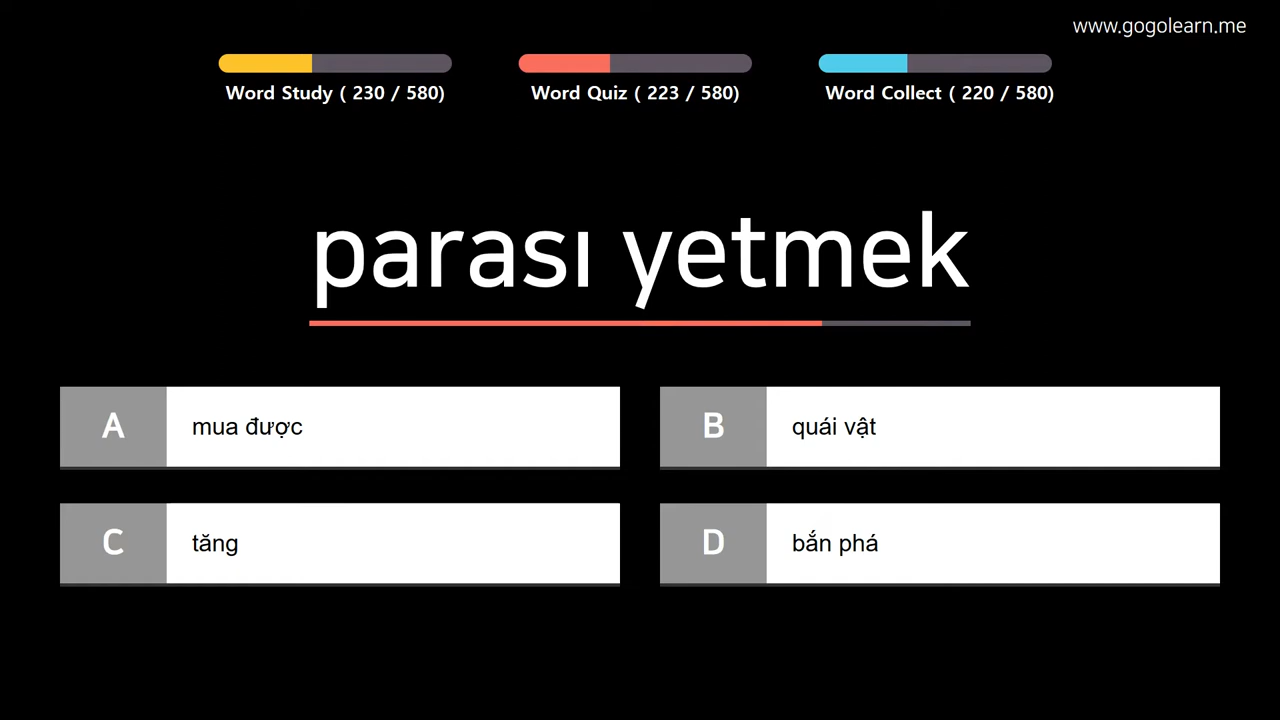 www.gogolearn.me
Word Study ( 230 / 580)
Word Quiz ( 223 / 580)
Word Collect ( 220 / 580)
parası yetmek
A
mua được
B
quái vật
C
tăng
D
bắn phá